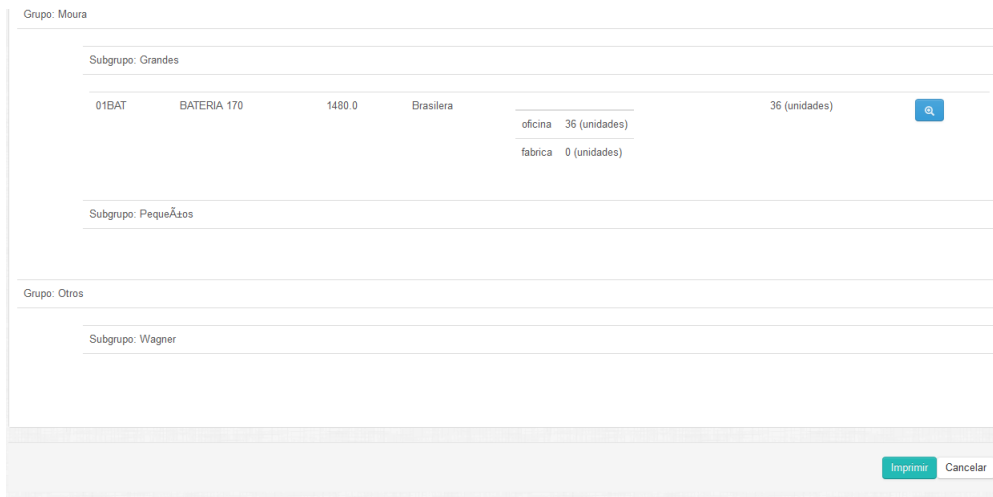 Grupo: Moura
Subgrupo: Grandes
01BAT BATERIA 170 1480.0 Brasilera 36 (unidades)
oficina 36 (unidades)
fabrica 0 (unidades)
Subgrupo: PequeÃ±os
Grupo: Otros
Subgrupo: Wagner
Imprimir Cancelar